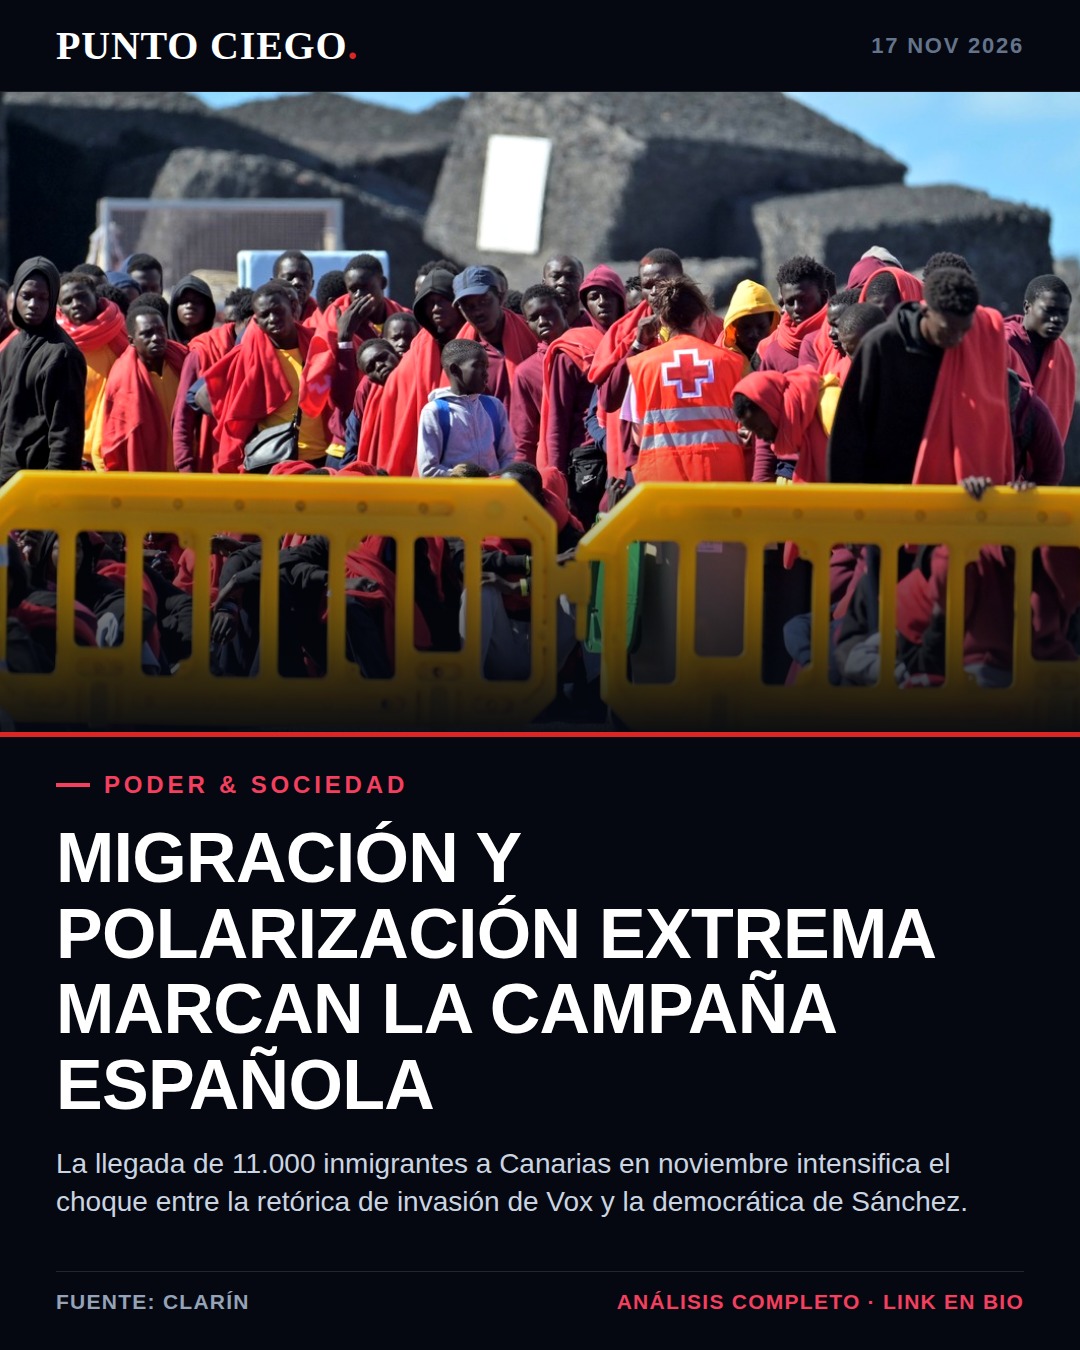 PUNTO CIEGO.
17 NOV 2026
PODER & SOCIEDAD
MIGRACIÓN Y
POLARIZACIÓN EXTREMA
MARCAN LA CAMPAÑA
ESPAÑOLA
La llegada de 11.000 inmigrantes a Canarias en noviembre intensifica el
choque entre la retórica de invasión de Vox y la democrática de Sánchez.
FUENTE: CLARÍN
ANÁLISIS COMPLETO · LINK EN BIO